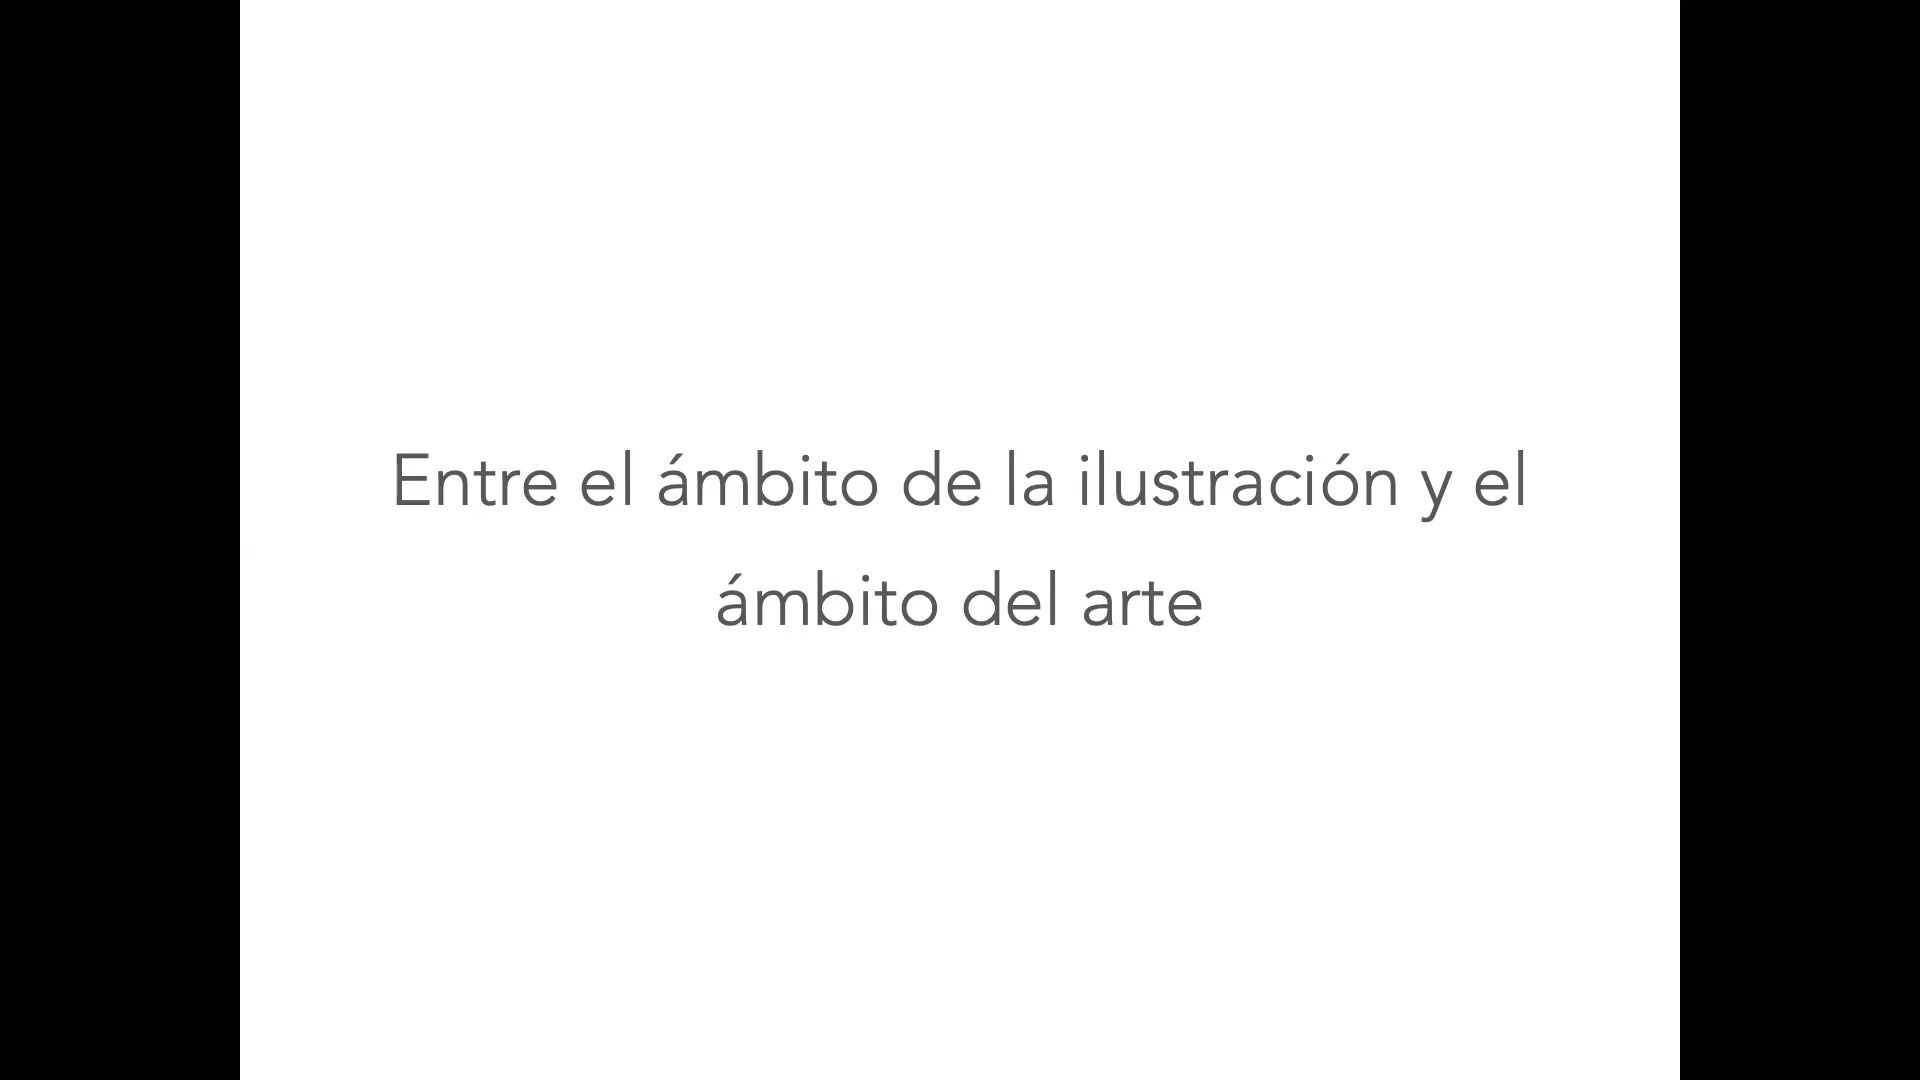 Entre el ámbito de la ilustración y el
ámbito del arte